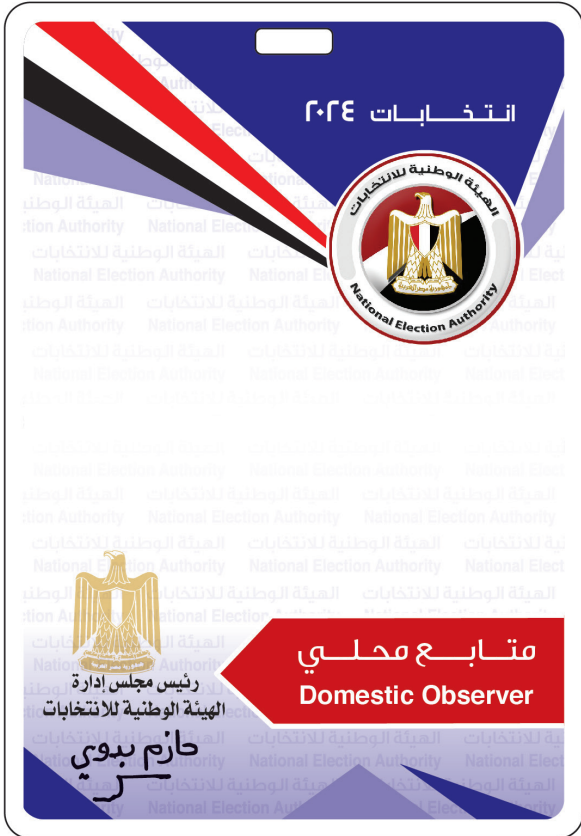 انتخابات ٢٠٢٤
الهيئة الوطنية للانتخابات
National Election Authority
متابع محلي
Domestic Observer
رئيس مجلس إدارة
الهيئة الوطنية للانتخابات
حازم بدوي